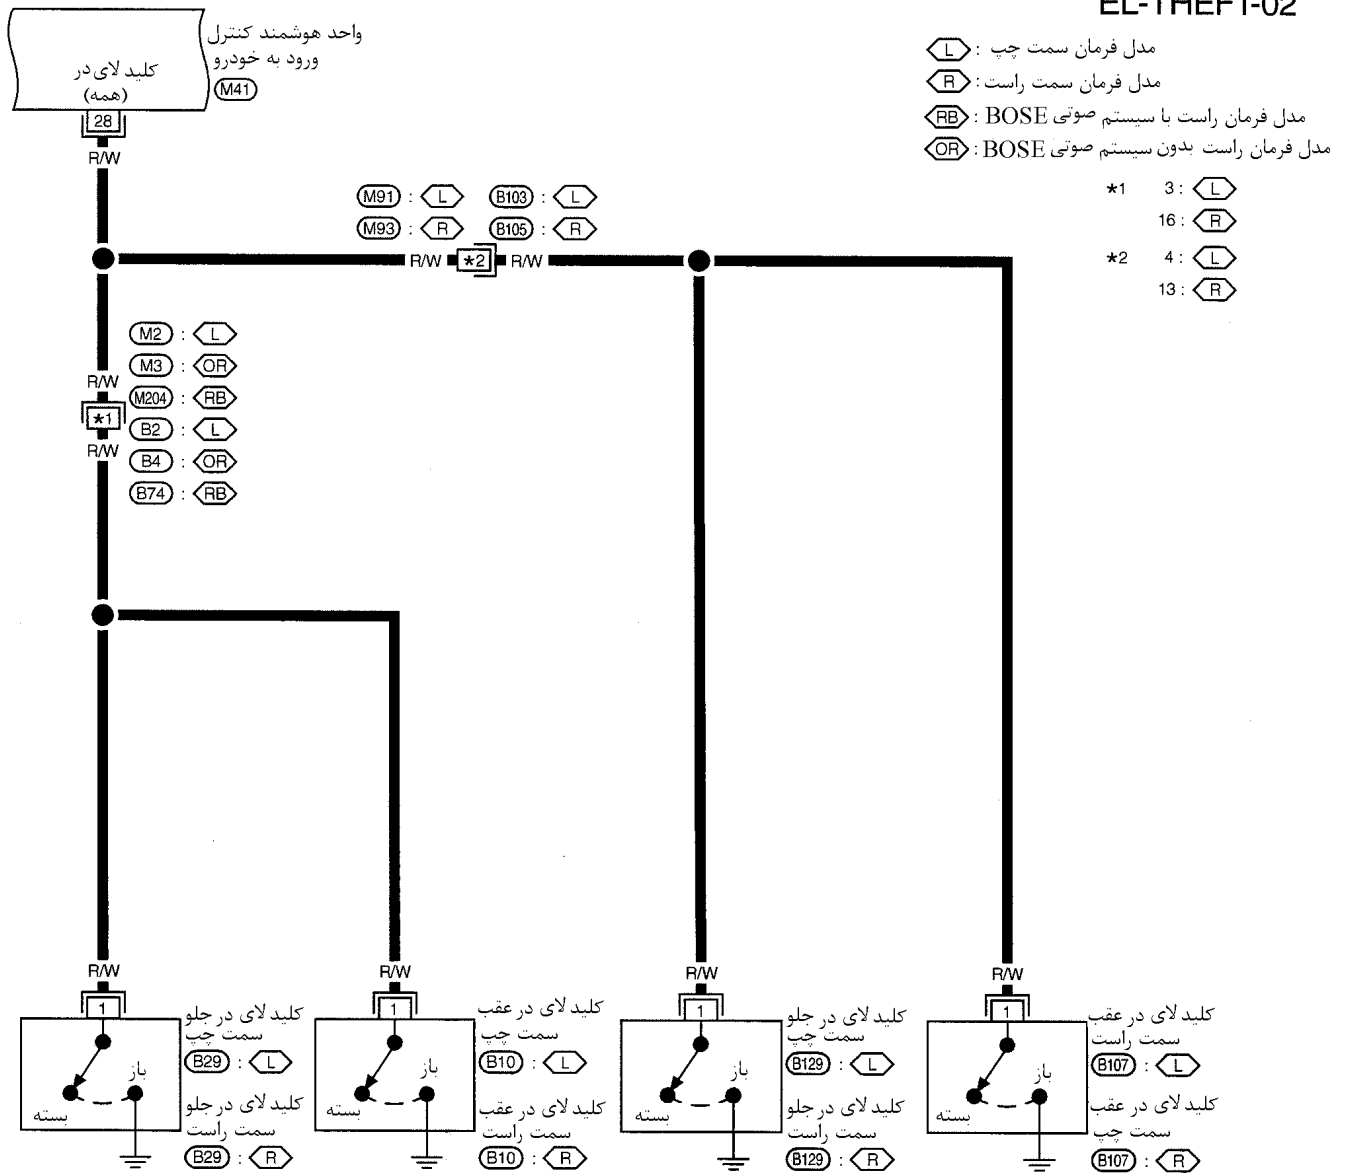 EL-THEFT-02
واحد هوشمند کنترل
ورود به خودرو
M41
کلید لای در
(همه)
28
R/W
مدل فرمان سمت چپ : L
مدل فرمان سمت راست : R
مدل فرمان راست با سیستم صوتی BOSE : RB
مدل فرمان راست بدون سیستم صوتی BOSE : OR
*1 3 : L
16 : R
*2 4 : L
13 : R
M91 : L B103 : L
M93 : R B105 : R
R/W *2 R/W
M2 : L
M3 : OR
M204 : RB
B2 : L
B4 : OR
B74 : RB
R/W
*1
R/W
R/W R/W R/W R/W
1 1 1 1
کلید لای در جلو
سمت چپ
B29 : L
باز
بسته
کلید لای در جلو
سمت راست
B29 : R
کلید لای در عقب
سمت چپ
B10 : L
باز
بسته
کلید لای در عقب
سمت راست
B10 : R
کلید لای در جلو
سمت چپ
B129 : L
باز
بسته
کلید لای در جلو
سمت راست
B129 : R
کلید لای در عقب
سمت راست
B107 : L
باز
بسته
کلید لای در عقب
سمت چپ
B107 : R